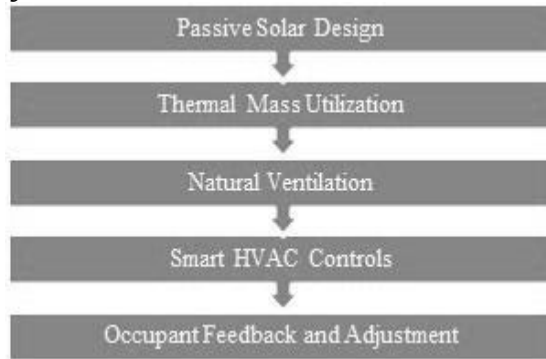 Passive Solar Design
Thermal Mass Utilization
Natural Ventilation
Smart HVAC Controls
Occupant Feedback and Adjustment